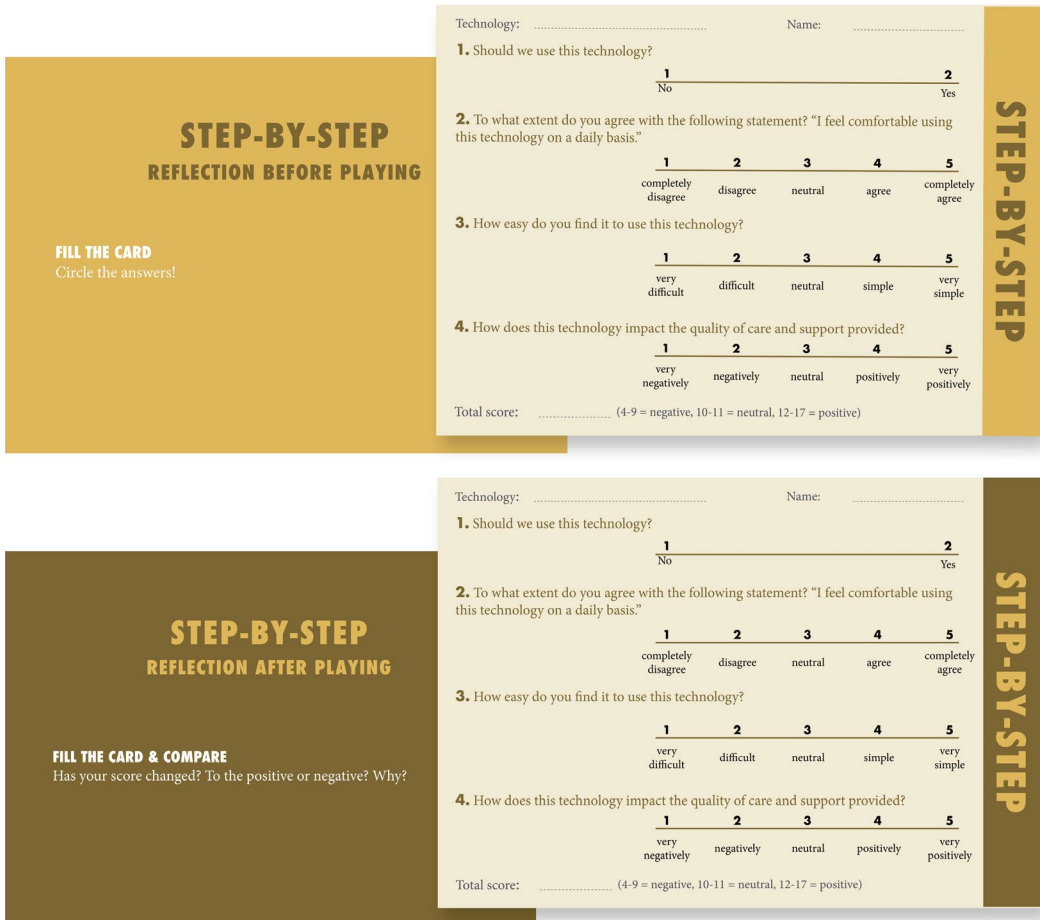 STEP-BY-STEP
REFLECTION BEFORE PLAYING
FILL THE CARD
Circle the answers!
Technology: Name:
1. Should we use this technology?
1 2
No Yes
2. To what extent do you agree with the following statement? “I feel comfortable using
this technology on a daily basis.”
1 2 3 4 5
completely disagree neutral agree completely
disagree agree
3. How easy do you find it to use this technology?
1 2 3 4 5
very difficult neutral simple very
difficult simple
4. How does this technology impact the quality of care and support provided?
1 2 3 4 5
very negatively neutral positively very
negatively positively
Total score: (4-9 = negative, 10-11 = neutral, 12-17 = positive)
STEP-BY-STEP
STEP-BY-STEP
REFLECTION AFTER PLAYING
FILL THE CARD & COMPARE
Has your score changed? To the positive or negative? Why?
Technology: Name:
1. Should we use this technology?
1 2
No Yes
2. To what extent do you agree with the following statement? “I feel comfortable using
this technology on a daily basis.”
1 2 3 4 5
completely disagree neutral agree completely
disagree agree
3. How easy do you find it to use this technology?
1 2 3 4 5
very difficult neutral simple very
difficult simple
4. How does this technology impact the quality of care and support provided?
1 2 3 4 5
very negatively neutral positively very
negatively positively
Total score: (4-9 = negative, 10-11 = neutral, 12-17 = positive)
STEP-BY-STEP